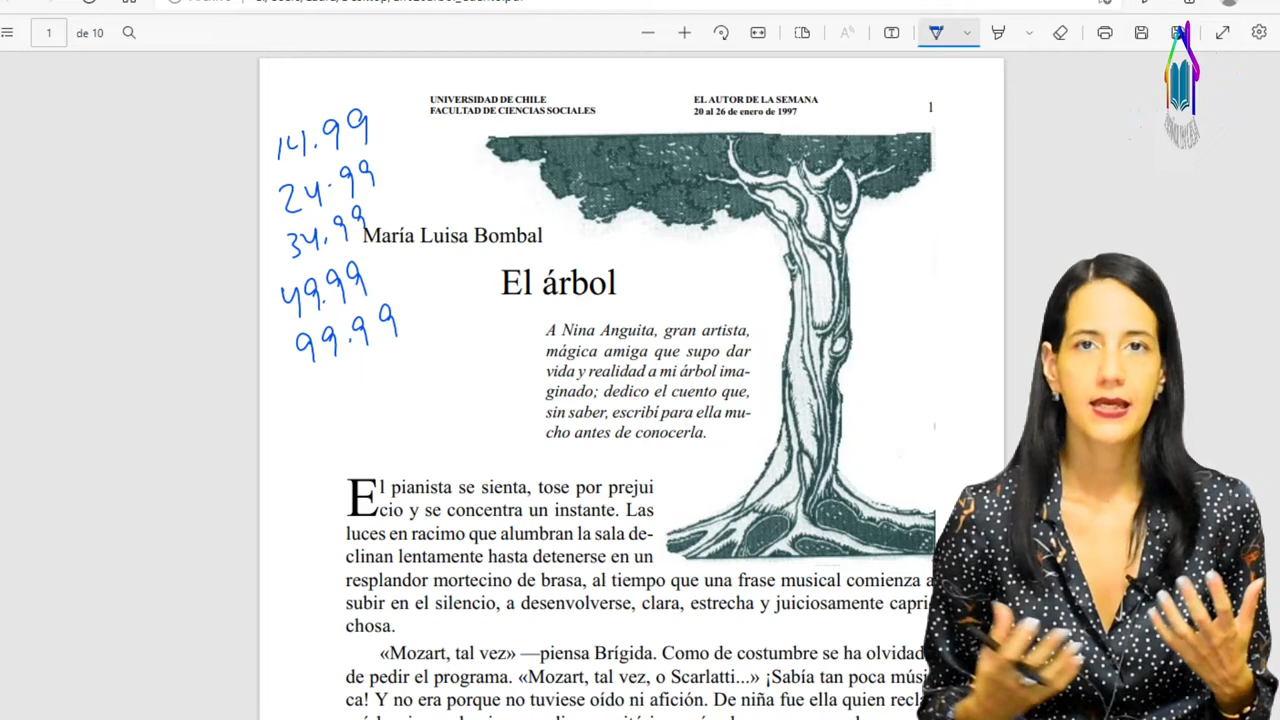 1
de 10
UNIVERSIDAD DE CHILE
FACULTAD DE CIENCIAS SOCIALES
EL AUTOR DE LA SEMANA
20 al 26 de enero de 1997
1
14.99
24.99
34.99
49.99
99.99
María Luisa Bombal
El árbol
A Nina Anguita, gran artista,
mágica amiga que supo dar
vida y realidad a mi árbol ima-
ginado; dedico el cuento que,
sin saber, escribí para ella mu-
cho antes de conocerla.
El pianista se sienta, tose por prejui
cio y se concentra un instante. Las
luces en racimo que alumbran la sala de-
clinan lentamente hasta detenerse en un
resplandor mortecino de brasa, al tiempo que una frase musical comienza a
subir en el silencio, a desenvolverse, clara, estrecha y juiciosamente capri-
chosa.
«Mozart, tal vez» —piensa Brígida. Como de costumbre se ha olvidad
de pedir el programa. «Mozart, tal vez, o Scarlatti...» ¡Sabía tan poca músi
ca! Y no era porque no tuviese oído ni afición. De niña fue ella quien recla